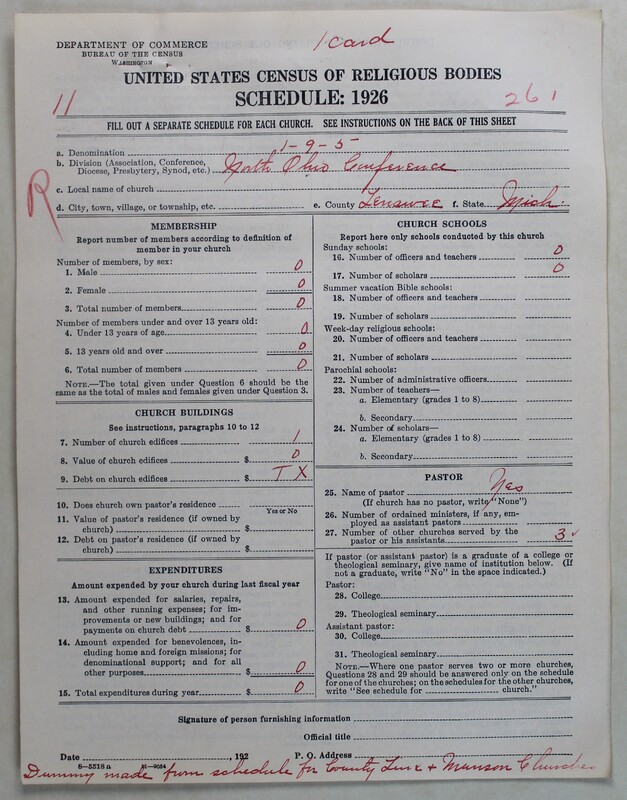 DEPARTMENT OF COMMERCE
BUREAU OF THE CENSUS
WASHINGTON
1 card
UNITED STATES CENSUS OF RELIGIOUS BODIES
SCHEDULE: 1926
11
261
FILL OUT A SEPARATE SCHEDULE FOR EACH CHURCH. SEE INSTRUCTIONS ON THE BACK OF THIS SHEET
R
a. Denomination 1-9-5
b. Division (Association, Conference, Diocese, Presbytery, Synod, etc.) North Ohio Conference
c. Local name of church
d. City, town, village, or township, etc. e. County Lenawee f. State Mich.
MEMBERSHIP
Report number of members according to definition of
member in your church
Number of members, by sex:
1. Male 0
2. Female 0
3. Total number of members 0
Number of members under and over 13 years old:
4. Under 13 years of age 0
5. 13 years old and over 0
6. Total number of members 0
NOTE.—The total given under Question 6 should be the
same as the total of males and females given under Question 3.
CHURCH BUILDINGS
See instructions, paragraphs 10 to 12
7. Number of church edifices 1
8. Value of church edifices $ 0
9. Debt on church edifices $ TX
10. Does church own pastor's residence
Yes or No
11. Value of pastor's residence (if owned by
church) $
12. Debt on pastor's residence (if owned by
church) $
EXPENDITURES
Amount expended by your church during last fiscal year
13. Amount expended for salaries, repairs,
and other running expenses; for im-
provements or new buildings; and for
payments on church debt $ 0
14. Amount expended for benevolences, in-
cluding home and foreign missions; for
denominational support; and for all
other purposes $ 0
15. Total expenditures during year $ 0
CHURCH SCHOOLS
Report here only schools conducted by this church
Sunday schools:
16. Number of officers and teachers 0
17. Number of scholars 0
Summer vacation Bible schools:
18. Number of officers and teachers
19. Number of scholars
Week-day religious schools:
20. Number of officers and teachers
21. Number of scholars
Parochial schools:
22. Number of administrative officers
23. Number of teachers—
a. Elementary (grades 1 to 8)
b. Secondary
24. Number of scholars—
a. Elementary (grades 1 to 8)
b. Secondary
PASTOR
25. Name of pastor Yes
(If church has no pastor, write "None")
26. Number of ordained ministers, if any, em-
ployed as assistant pastors
27. Number of other churches served by the
pastor or his assistants 3 ✓
If pastor (or assistant pastor) is a graduate of a college or
theological seminary, give name of institution below. (If
not a graduate, write "No" in the space indicated.)
Pastor:
28. College
29. Theological seminary
Assistant pastor:
30. College
31. Theological seminary
NOTE.—Where one pastor serves two or more churches,
Questions 28 and 29 should be answered only on the schedule
for one of the churches; on the schedules for the other churches,
write "See schedule for church."
Signature of person furnishing information
Official title
Date , 192 P. O. Address
8-5518 a
Dummy made from schedule for County Line & Munson Churches